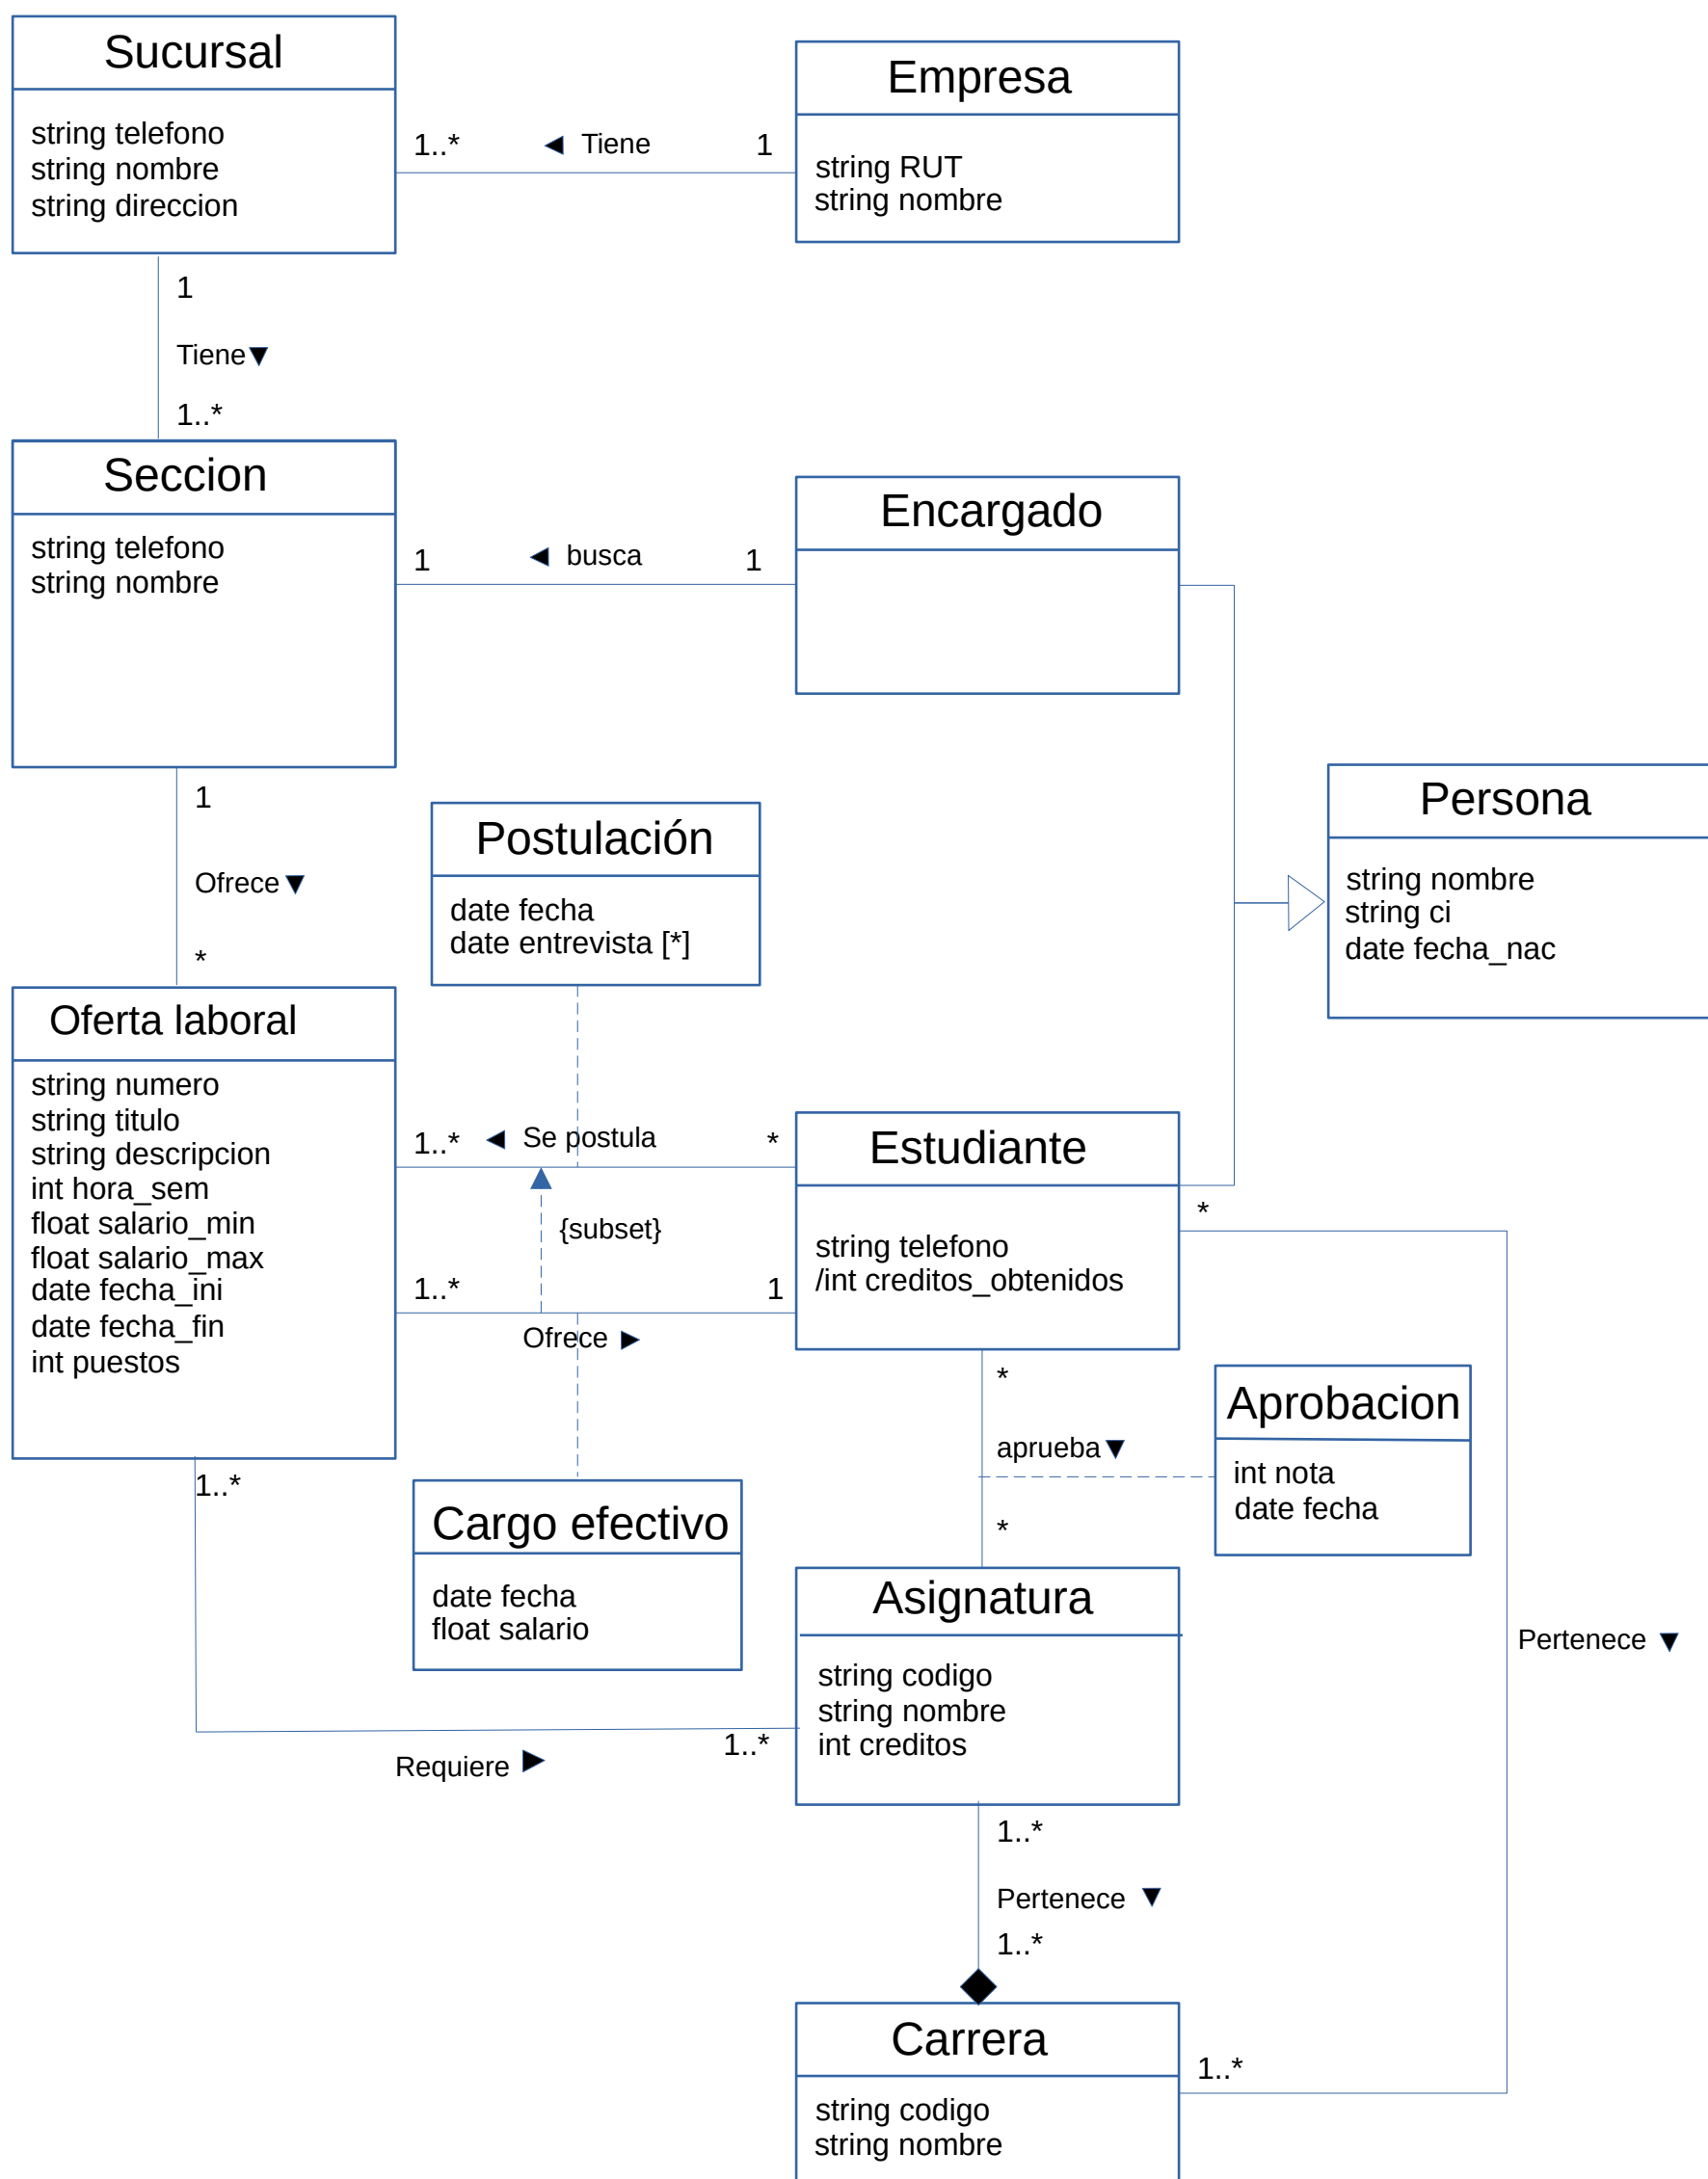 Sucursal
string telefono
string nombre
string direccion
Empresa
string RUT
string nombre
1..*
◄ Tiene
1
1
Tiene▼
1..*
Seccion
string telefono
string nombre
1
◄ busca
1
Encargado
Persona
string nombre
string ci
date fecha_nac
1
Ofrece▼
*
Postulación
date fecha
date entrevista [*]
Oferta laboral
string numero
string titulo
string descripcion
int hora_sem
float salario_min
float salario_max
date fecha_ini
date fecha_fin
int puestos
1..*
◄ Se postula
*
{subset}
1..*
1
Ofrece ►
Estudiante
string telefono
/int creditos_obtenidos
*
*
aprueba▼
*
Aprobacion
int nota
date fecha
1..*
Cargo efectivo
date fecha
float salario
Asignatura
string codigo
string nombre
int creditos
Pertenece ▼
1..*
Requiere ►
1..*
Pertenece ▼
1..*
Carrera
string codigo
string nombre
1..*